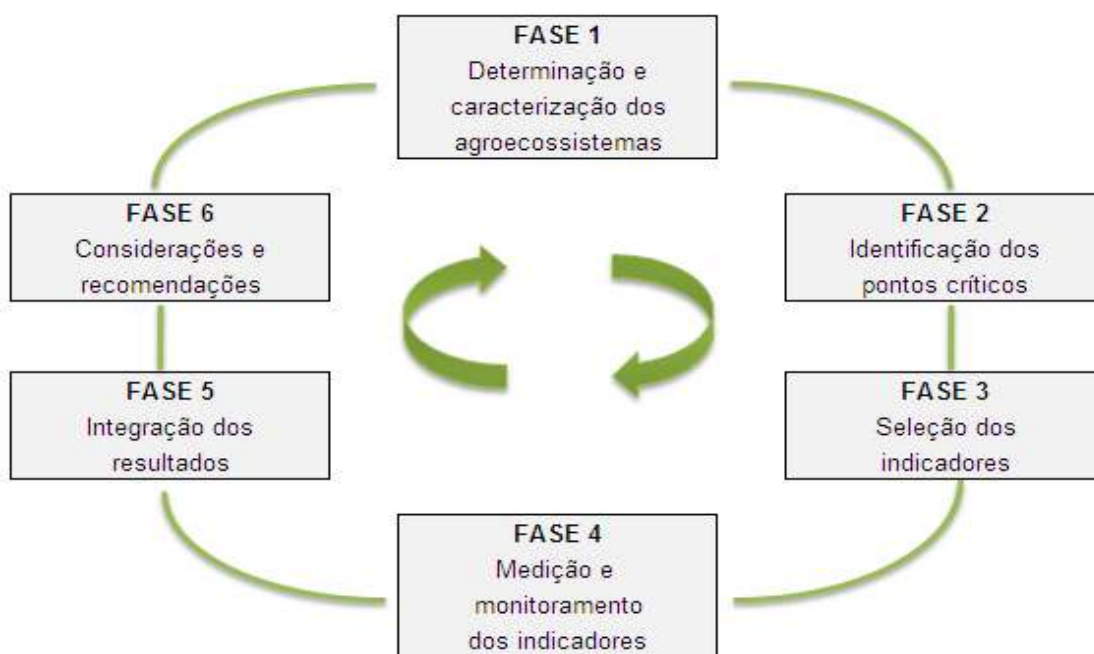 FASE 1
Determinação e
caracterização dos
agroecossistemas
FASE 2
Identificação dos
pontos críticos
FASE 3
Seleção dos
indicadores
FASE 4
Medição e
monitoramento
dos indicadores
FASE 5
Integração dos
resultados
FASE 6
Considerações e
recomendações